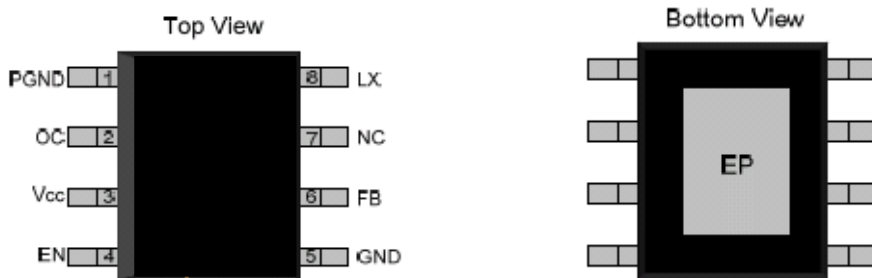 Top View
Bottom View
PGND 1 8 LX
OC 2 7 NC
Vcc 3 6 FB
EN 4 5 GND
EP